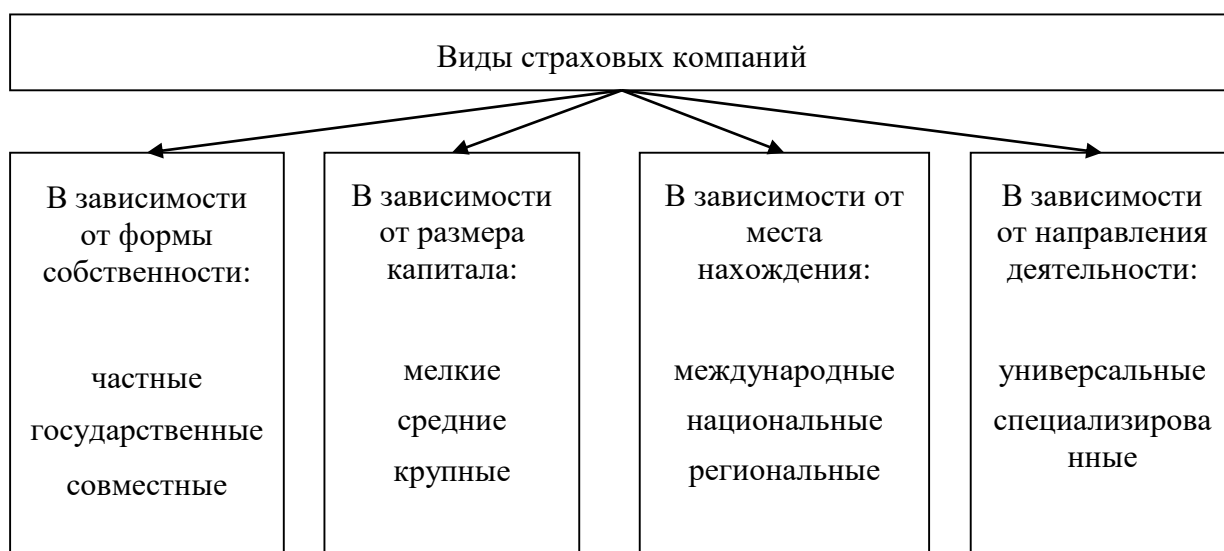 Виды страховых компаний
В зависимости
от формы
собственности:
частные
государственные
совместные
В зависимости
от размера
капитала:
мелкие
средние
крупные
В зависимости от
места
нахождения:
международные
национальные
региональные
В зависимости
от направления
деятельности:
универсальные
специализирова
нные